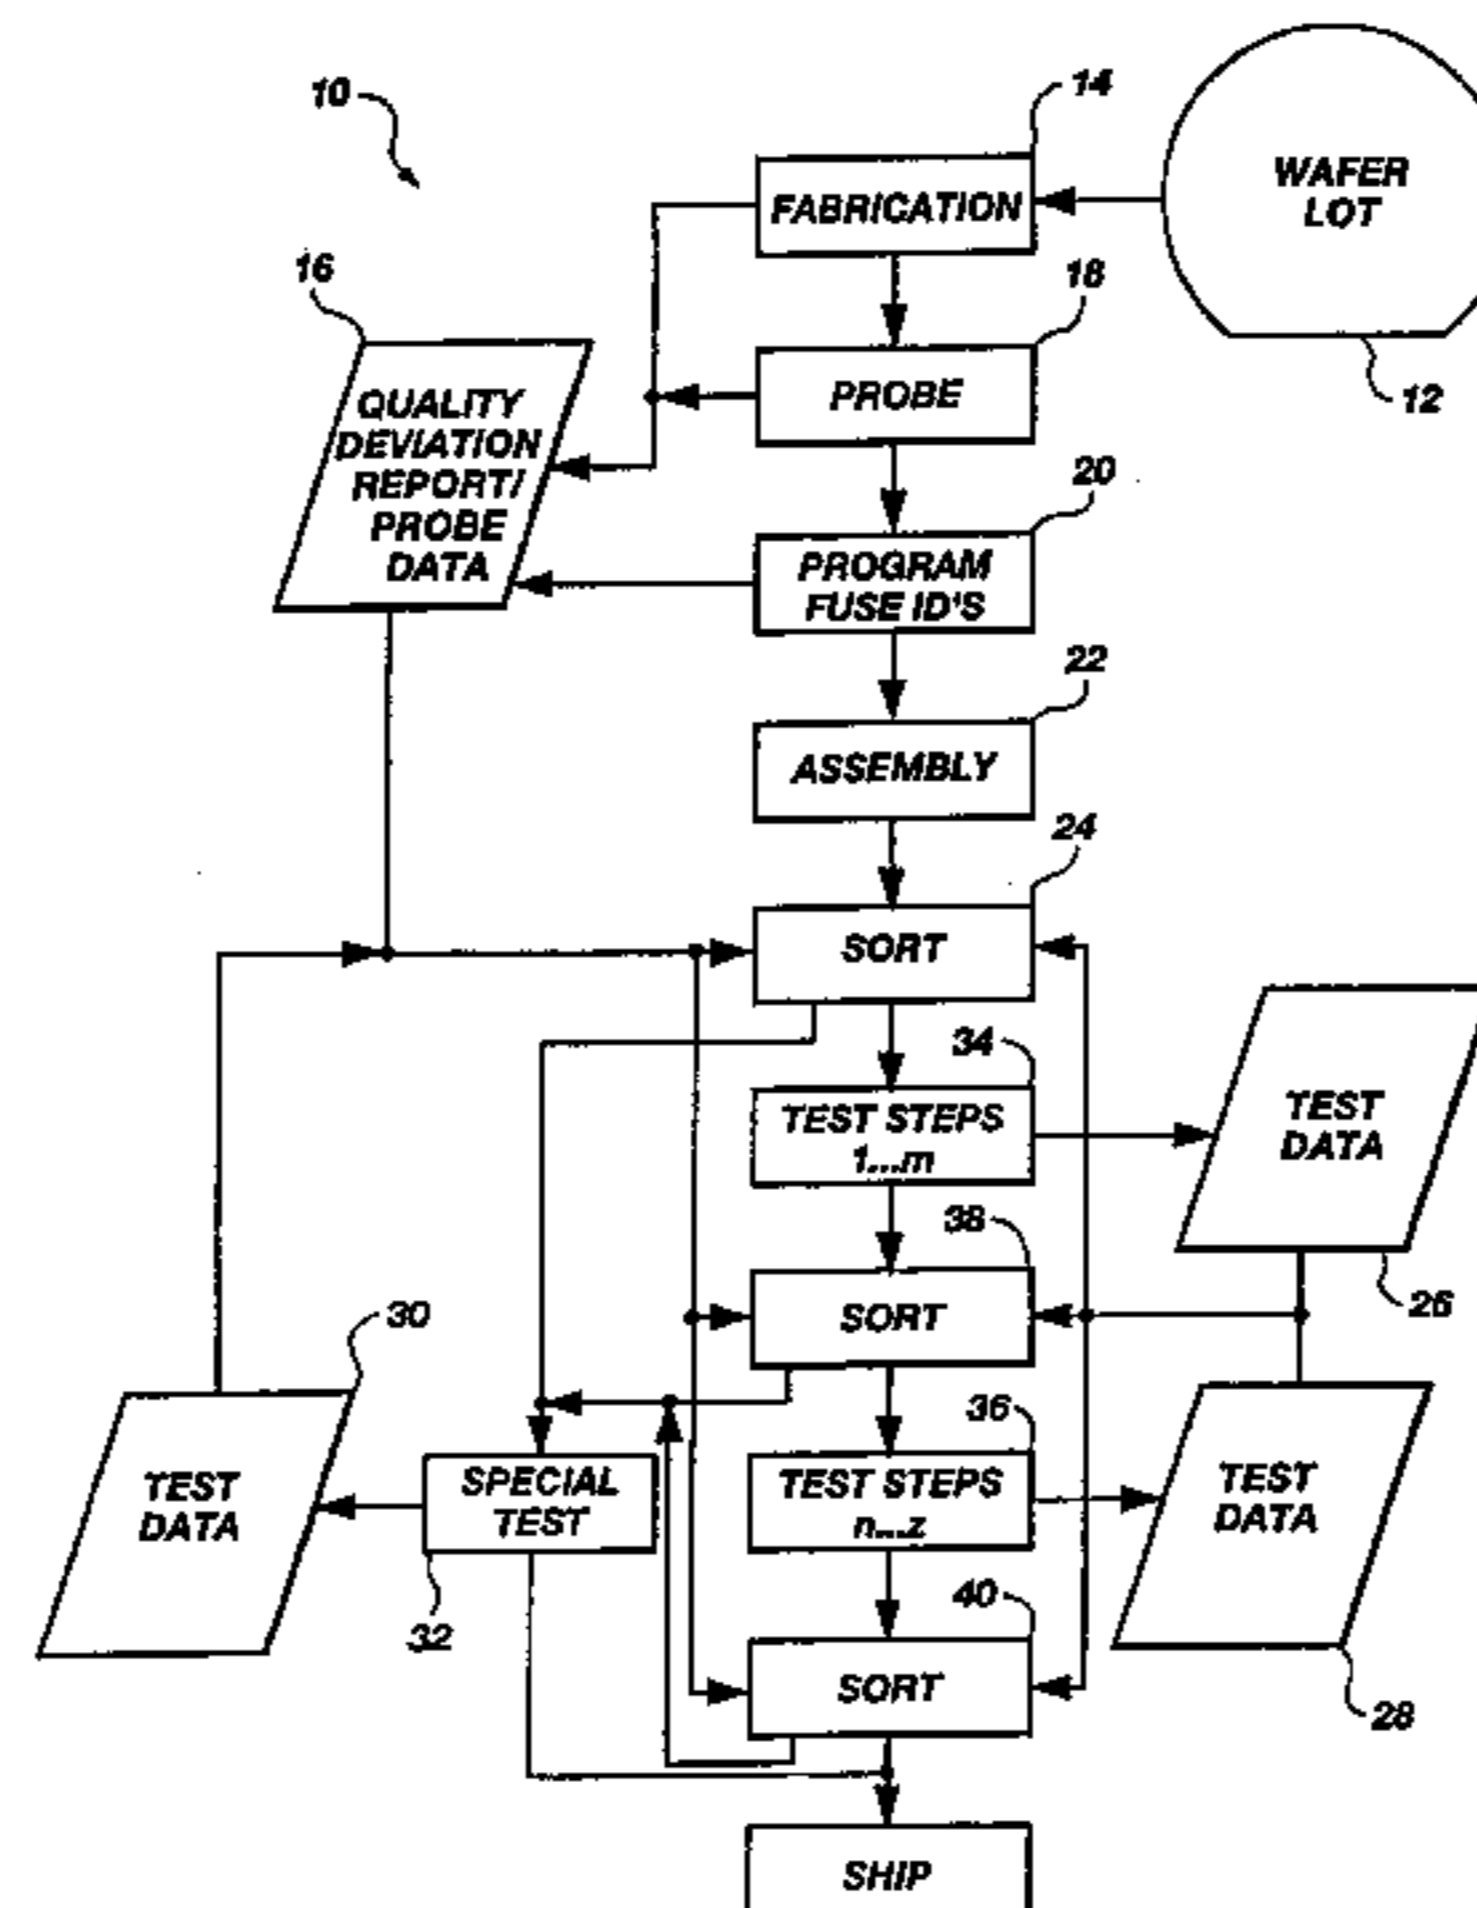 10
14
WAFER
LOT
FABRICATION
16
18
QUALITY
DEVIATION
REPORT/
PROBE
DATA
PROBE
12
20
PROGRAM
FUSE ID'S
22
ASSEMBLY
24
SORT
34
TEST STEPS
1...m
TEST
DATA
38
26
SORT
30
36
TEST
DATA
SPECIAL
TEST
TEST STEPS
n...z
TEST
DATA
32
40
SORT
28
SHIP